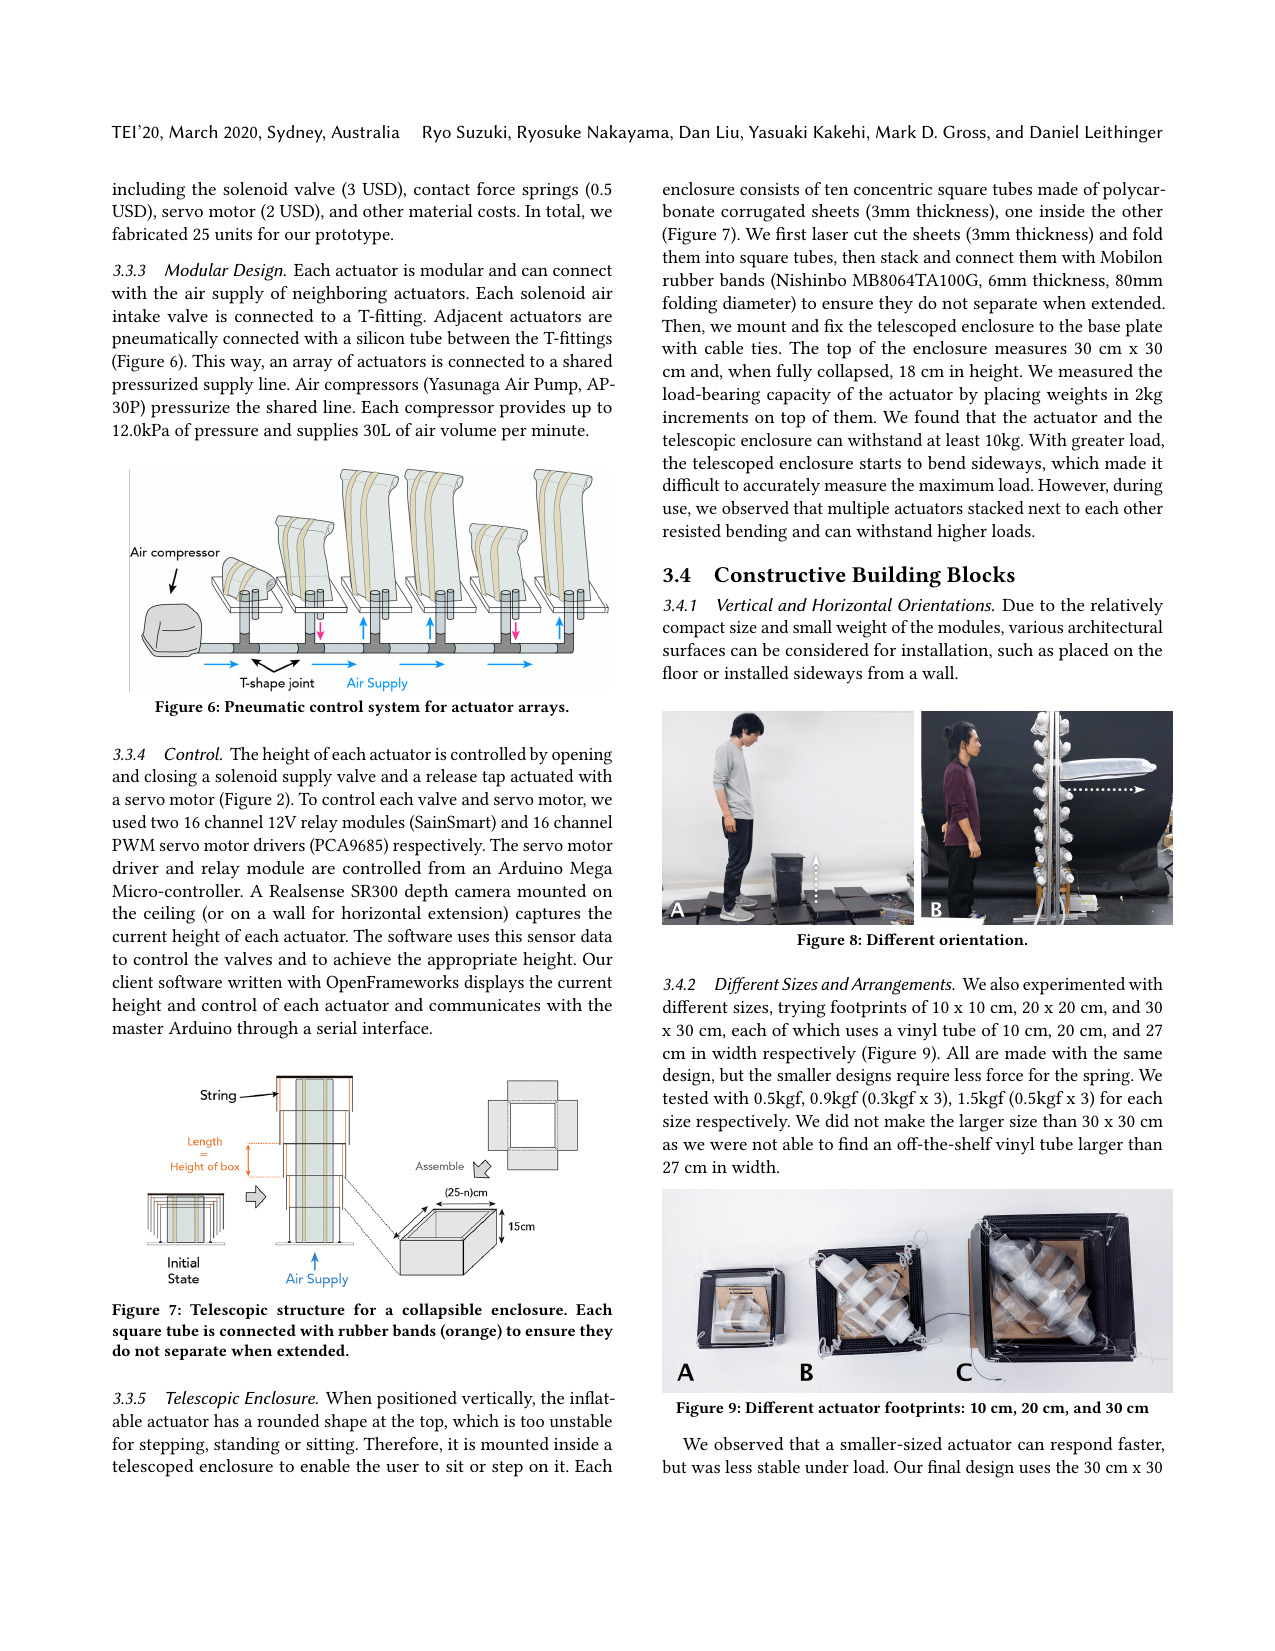 TEI'20, March 2020, Sydney, Australia Ryo Suzuki, Ryosuke Nakayama, Dan Liu, Yasuaki Kakehi, Mark D. Gross, and Daniel Leithinger
including the solenoid valve (3 USD), contact force springs (0.5
USD), servo motor (2 USD), and other material costs. In total, we
fabricated 25 units for our prototype.
3.3.3 Modular Design. Each actuator is modular and can connect
with the air supply of neighboring actuators. Each solenoid air
intake valve is connected to a T-fitting. Adjacent actuators are
pneumatically connected with a silicon tube between the T-fittings
(Figure 6). This way, an array of actuators is connected to a shared
pressurized supply line. Air compressors (Yasunaga Air Pump, AP-
30P) pressurize the shared line. Each compressor provides up to
12.0kPa of pressure and supplies 30L of air volume per minute.
Air compressor
T-shape joint
Air Supply
Figure 6: Pneumatic control system for actuator arrays.
3.3.4 Control. The height of each actuator is controlled by opening
and closing a solenoid supply valve and a release tap actuated with
a servo motor (Figure 2). To control each valve and servo motor, we
used two 16 channel 12V relay modules (SainSmart) and 16 channel
PWM servo motor drivers (PCA9685) respectively. The servo motor
driver and relay module are controlled from an Arduino Mega
Micro-controller. A Realsense SR300 depth camera mounted on
the ceiling (or on a wall for horizontal extension) captures the
current height of each actuator. The software uses this sensor data
to control the valves and to achieve the appropriate height. Our
client software written with OpenFrameworks displays the current
height and control of each actuator and communicates with the
master Arduino through a serial interface.
String
Length
=
Height of box
Assemble
(25-n)cm
15cm
Initial
State
Air Supply
Figure 7: Telescopic structure for a collapsible enclosure. Each
square tube is connected with rubber bands (orange) to ensure they
do not separate when extended.
3.3.5 Telescopic Enclosure. When positioned vertically, the inflat-
able actuator has a rounded shape at the top, which is too unstable
for stepping, standing or sitting. Therefore, it is mounted inside a
telescoped enclosure to enable the user to sit or step on it. Each
enclosure consists of ten concentric square tubes made of polycar-
bonate corrugated sheets (3mm thickness), one inside the other
(Figure 7). We first laser cut the sheets (3mm thickness) and fold
them into square tubes, then stack and connect them with Mobilon
rubber bands (Nishinbo MB8064TA100G, 6mm thickness, 80mm
folding diameter) to ensure they do not separate when extended.
Then, we mount and fix the telescoped enclosure to the base plate
with cable ties. The top of the enclosure measures 30 cm x 30
cm and, when fully collapsed, 18 cm in height. We measured the
load-bearing capacity of the actuator by placing weights in 2kg
increments on top of them. We found that the actuator and the
telescopic enclosure can withstand at least 10kg. With greater load,
the telescoped enclosure starts to bend sideways, which made it
difficult to accurately measure the maximum load. However, during
use, we observed that multiple actuators stacked next to each other
resisted bending and can withstand higher loads.
3.4 Constructive Building Blocks
3.4.1 Vertical and Horizontal Orientations. Due to the relatively
compact size and small weight of the modules, various architectural
surfaces can be considered for installation, such as placed on the
floor or installed sideways from a wall.
A
B
Figure 8: Different orientation.
3.4.2 Different Sizes and Arrangements. We also experimented with
different sizes, trying footprints of 10 x 10 cm, 20 x 20 cm, and 30
x 30 cm, each of which uses a vinyl tube of 10 cm, 20 cm, and 27
cm in width respectively (Figure 9). All are made with the same
design, but the smaller designs require less force for the spring. We
tested with 0.5kgf, 0.9kgf (0.3kgf x 3), 1.5kgf (0.5kgf x 3) for each
size respectively. We did not make the larger size than 30 x 30 cm
as we were not able to find an off-the-shelf vinyl tube larger than
27 cm in width.
A
B
C
Figure 9: Different actuator footprints: 10 cm, 20 cm, and 30 cm
We observed that a smaller-sized actuator can respond faster,
but was less stable under load. Our final design uses the 30 cm x 30